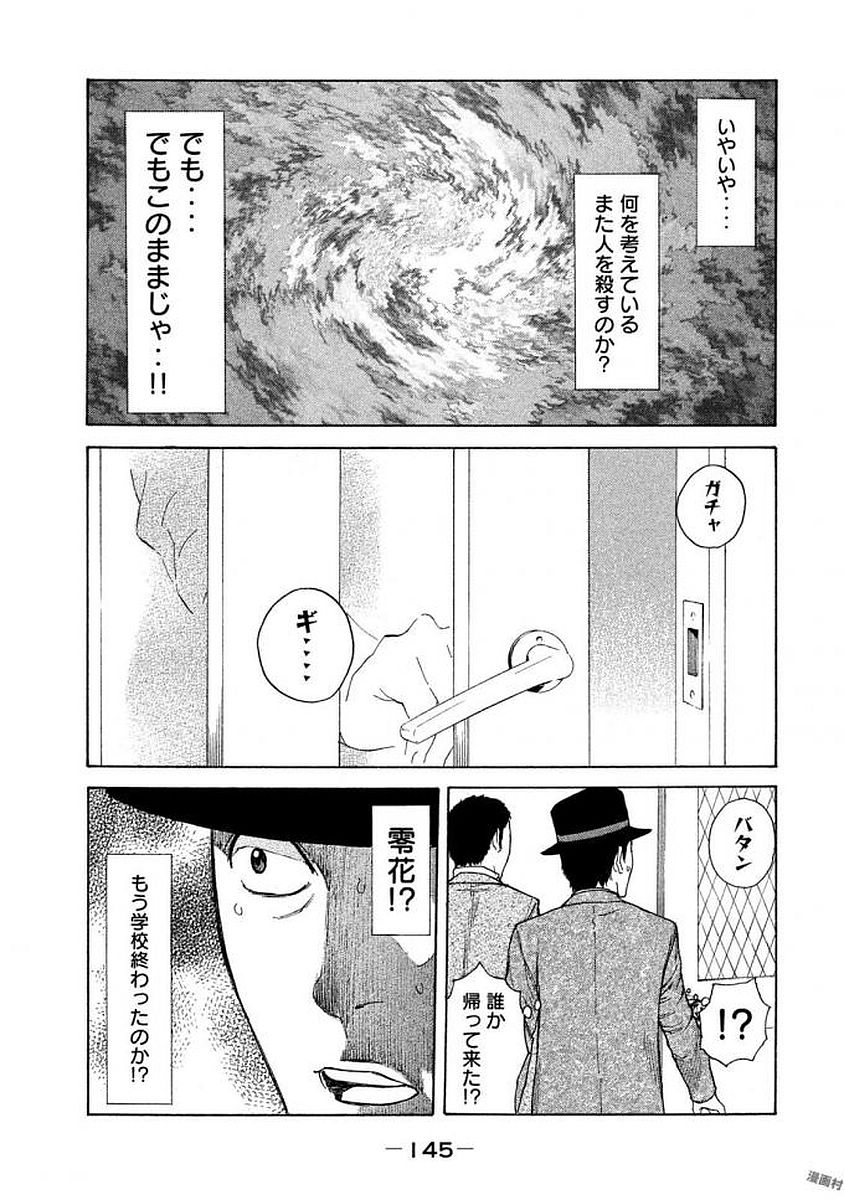 いやいや‥‥
何を考えている
また人を殺すのか?
でも‥‥
でもこのままじゃ‥!!
ガチャ
ギ‥‥
バタン
!?
誰か
帰って来た!?
零花!?
もう学校終わったのか!?
－145－
漫画村